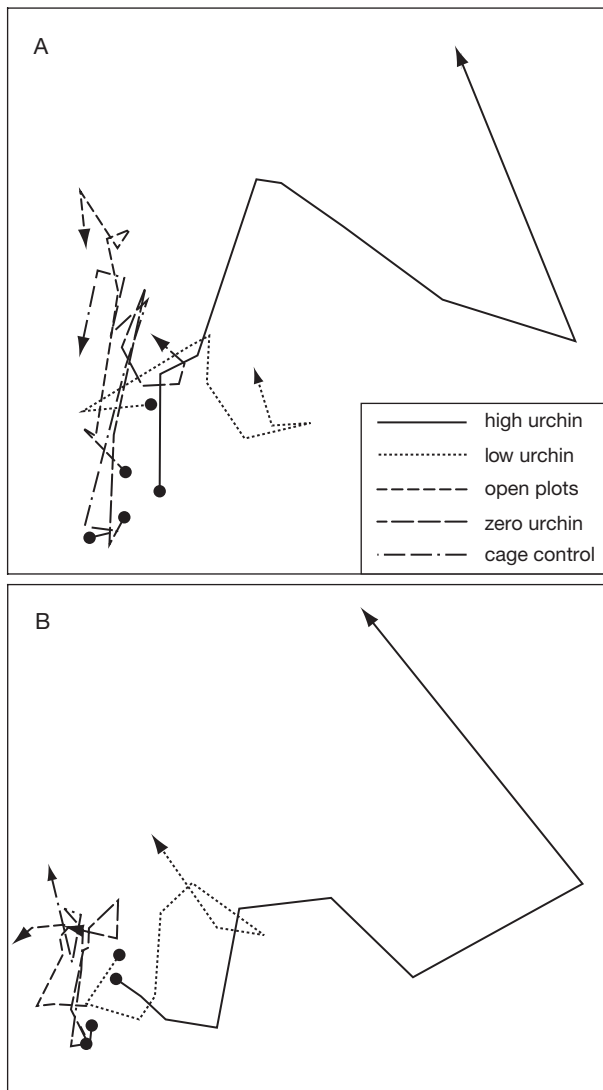 A
high urchin
low urchin
open plots
zero urchin
cage control
B